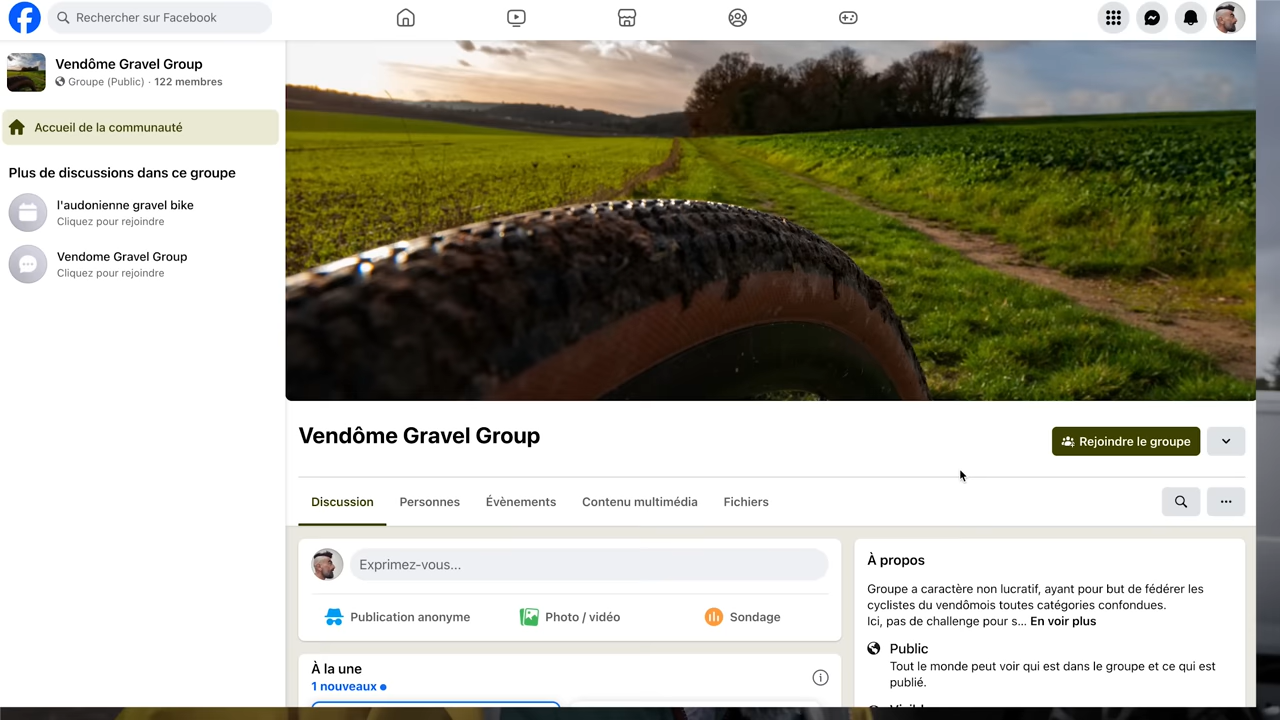 Rechercher sur Facebook
Vendôme Gravel Group
Groupe (Public) · 122 membres
Accueil de la communauté
Plus de discussions dans ce groupe
l'audonienne gravel bike
Cliquez pour rejoindre
Vendome Gravel Group
Cliquez pour rejoindre
Vendôme Gravel Group
Rejoindre le groupe
Discussion
Personnes
Évènements
Contenu multimédia
Fichiers
Exprimez-vous...
Publication anonyme
Photo / vidéo
Sondage
À la une
1 nouveaux
À propos
Groupe a caractère non lucratif, ayant pour but de fédérer les
cyclistes du vendômois toutes catégories confondues.
Ici, pas de challenge pour s... En voir plus
Public
Tout le monde peut voir qui est dans le groupe et ce qui est
publié.